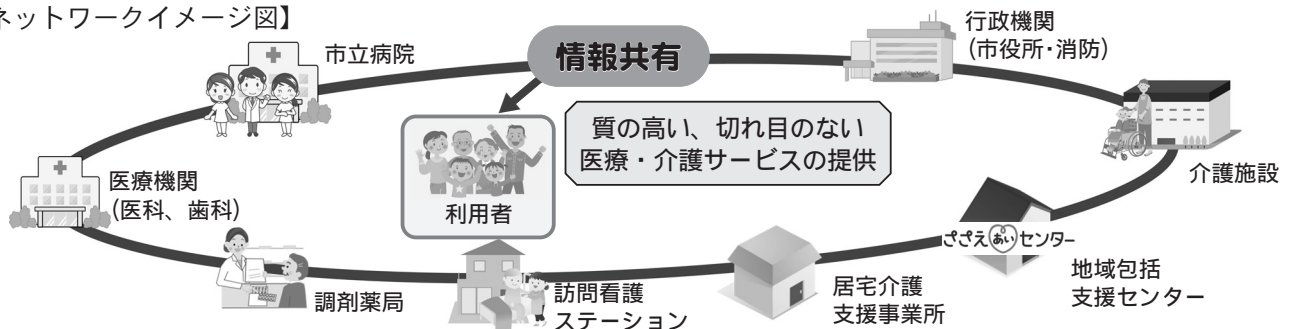 ネットワークイメージ図】
市立病院
情報共有
行政機関
(市役所・消防)
質の高い、切れ目のない
医療・介護サービスの提供
利用者
医療機関
(医科、歯科)
介護施設
調剤薬局
訪問看護
ステーション
居宅介護
支援事業所
ささえあいセンター
地域包括
支援センター